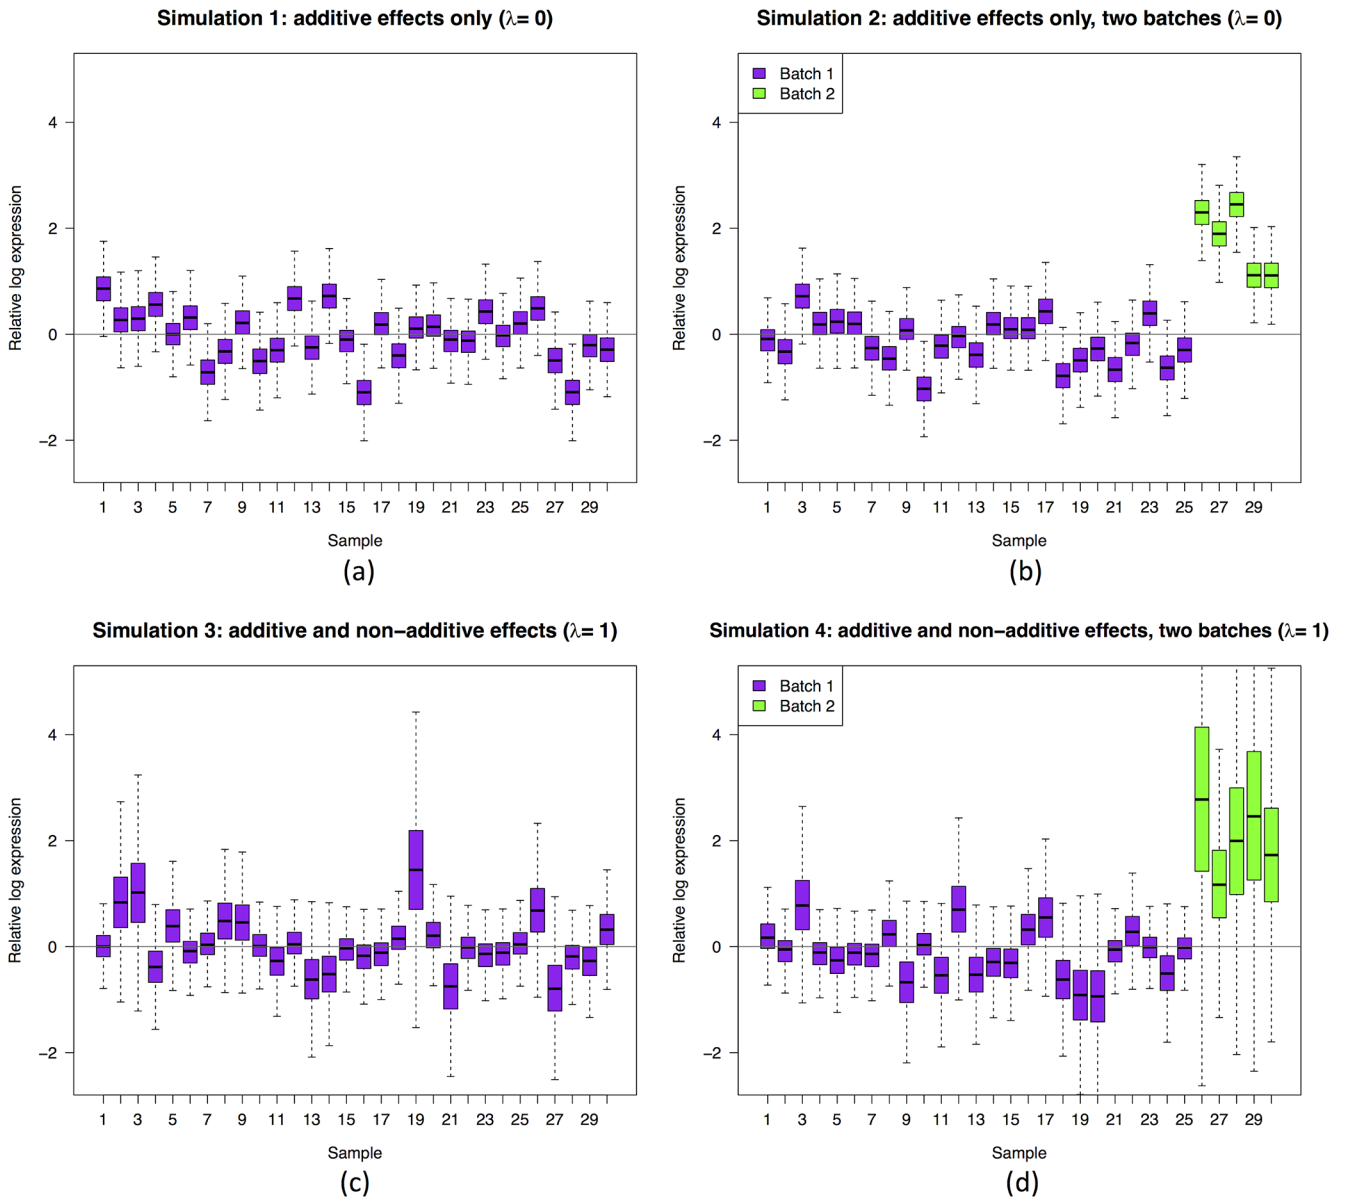 Simulation 1: additive effects only (λ= 0)
Relative log expression
4
2
0
−2
1 3 5 7 9 11 13 15 17 19 21 23 25 27 29
Sample
(a)
Simulation 2: additive effects only, two batches (λ= 0)
Batch 1
Batch 2
Relative log expression
4
2
0
−2
1 3 5 7 9 11 13 15 17 19 21 23 25 27 29
Sample
(b)
Simulation 3: additive and non−additive effects (λ= 1)
Relative log expression
4
2
0
−2
1 3 5 7 9 11 13 15 17 19 21 23 25 27 29
Sample
(c)
Simulation 4: additive and non−additive effects, two batches (λ= 1)
Batch 1
Batch 2
Relative log expression
4
2
0
−2
1 3 5 7 9 11 13 15 17 19 21 23 25 27 29
Sample
(d)